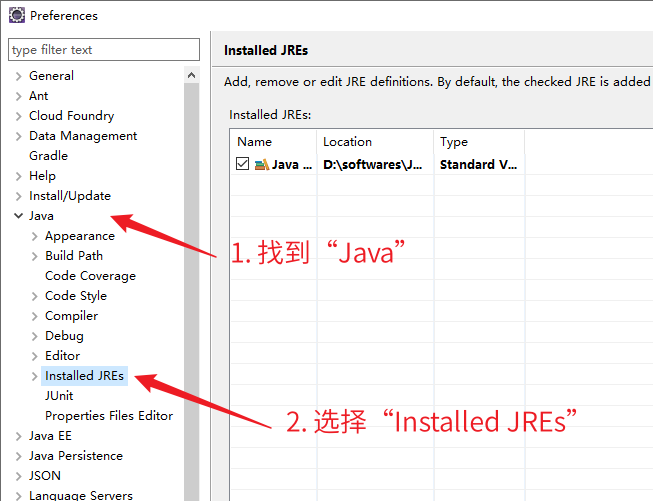 Preferences
type filter text
General
Ant
Cloud Foundry
Data Management
Gradle
Help
Install/Update
Java
Appearance
Build Path
Code Coverage
Code Style
Compiler
Debug
Editor
Installed JREs
JUnit
Properties Files Editor
Java EE
Java Persistence
JSON
Language Servers
Installed JREs
Add, remove or edit JRE definitions. By default, the checked JRE is added
Installed JREs:
Name Location Type
Java ... D:\softwares\J... Standard V...
1. 找到“Java”
2. 选择“Installed JREs”